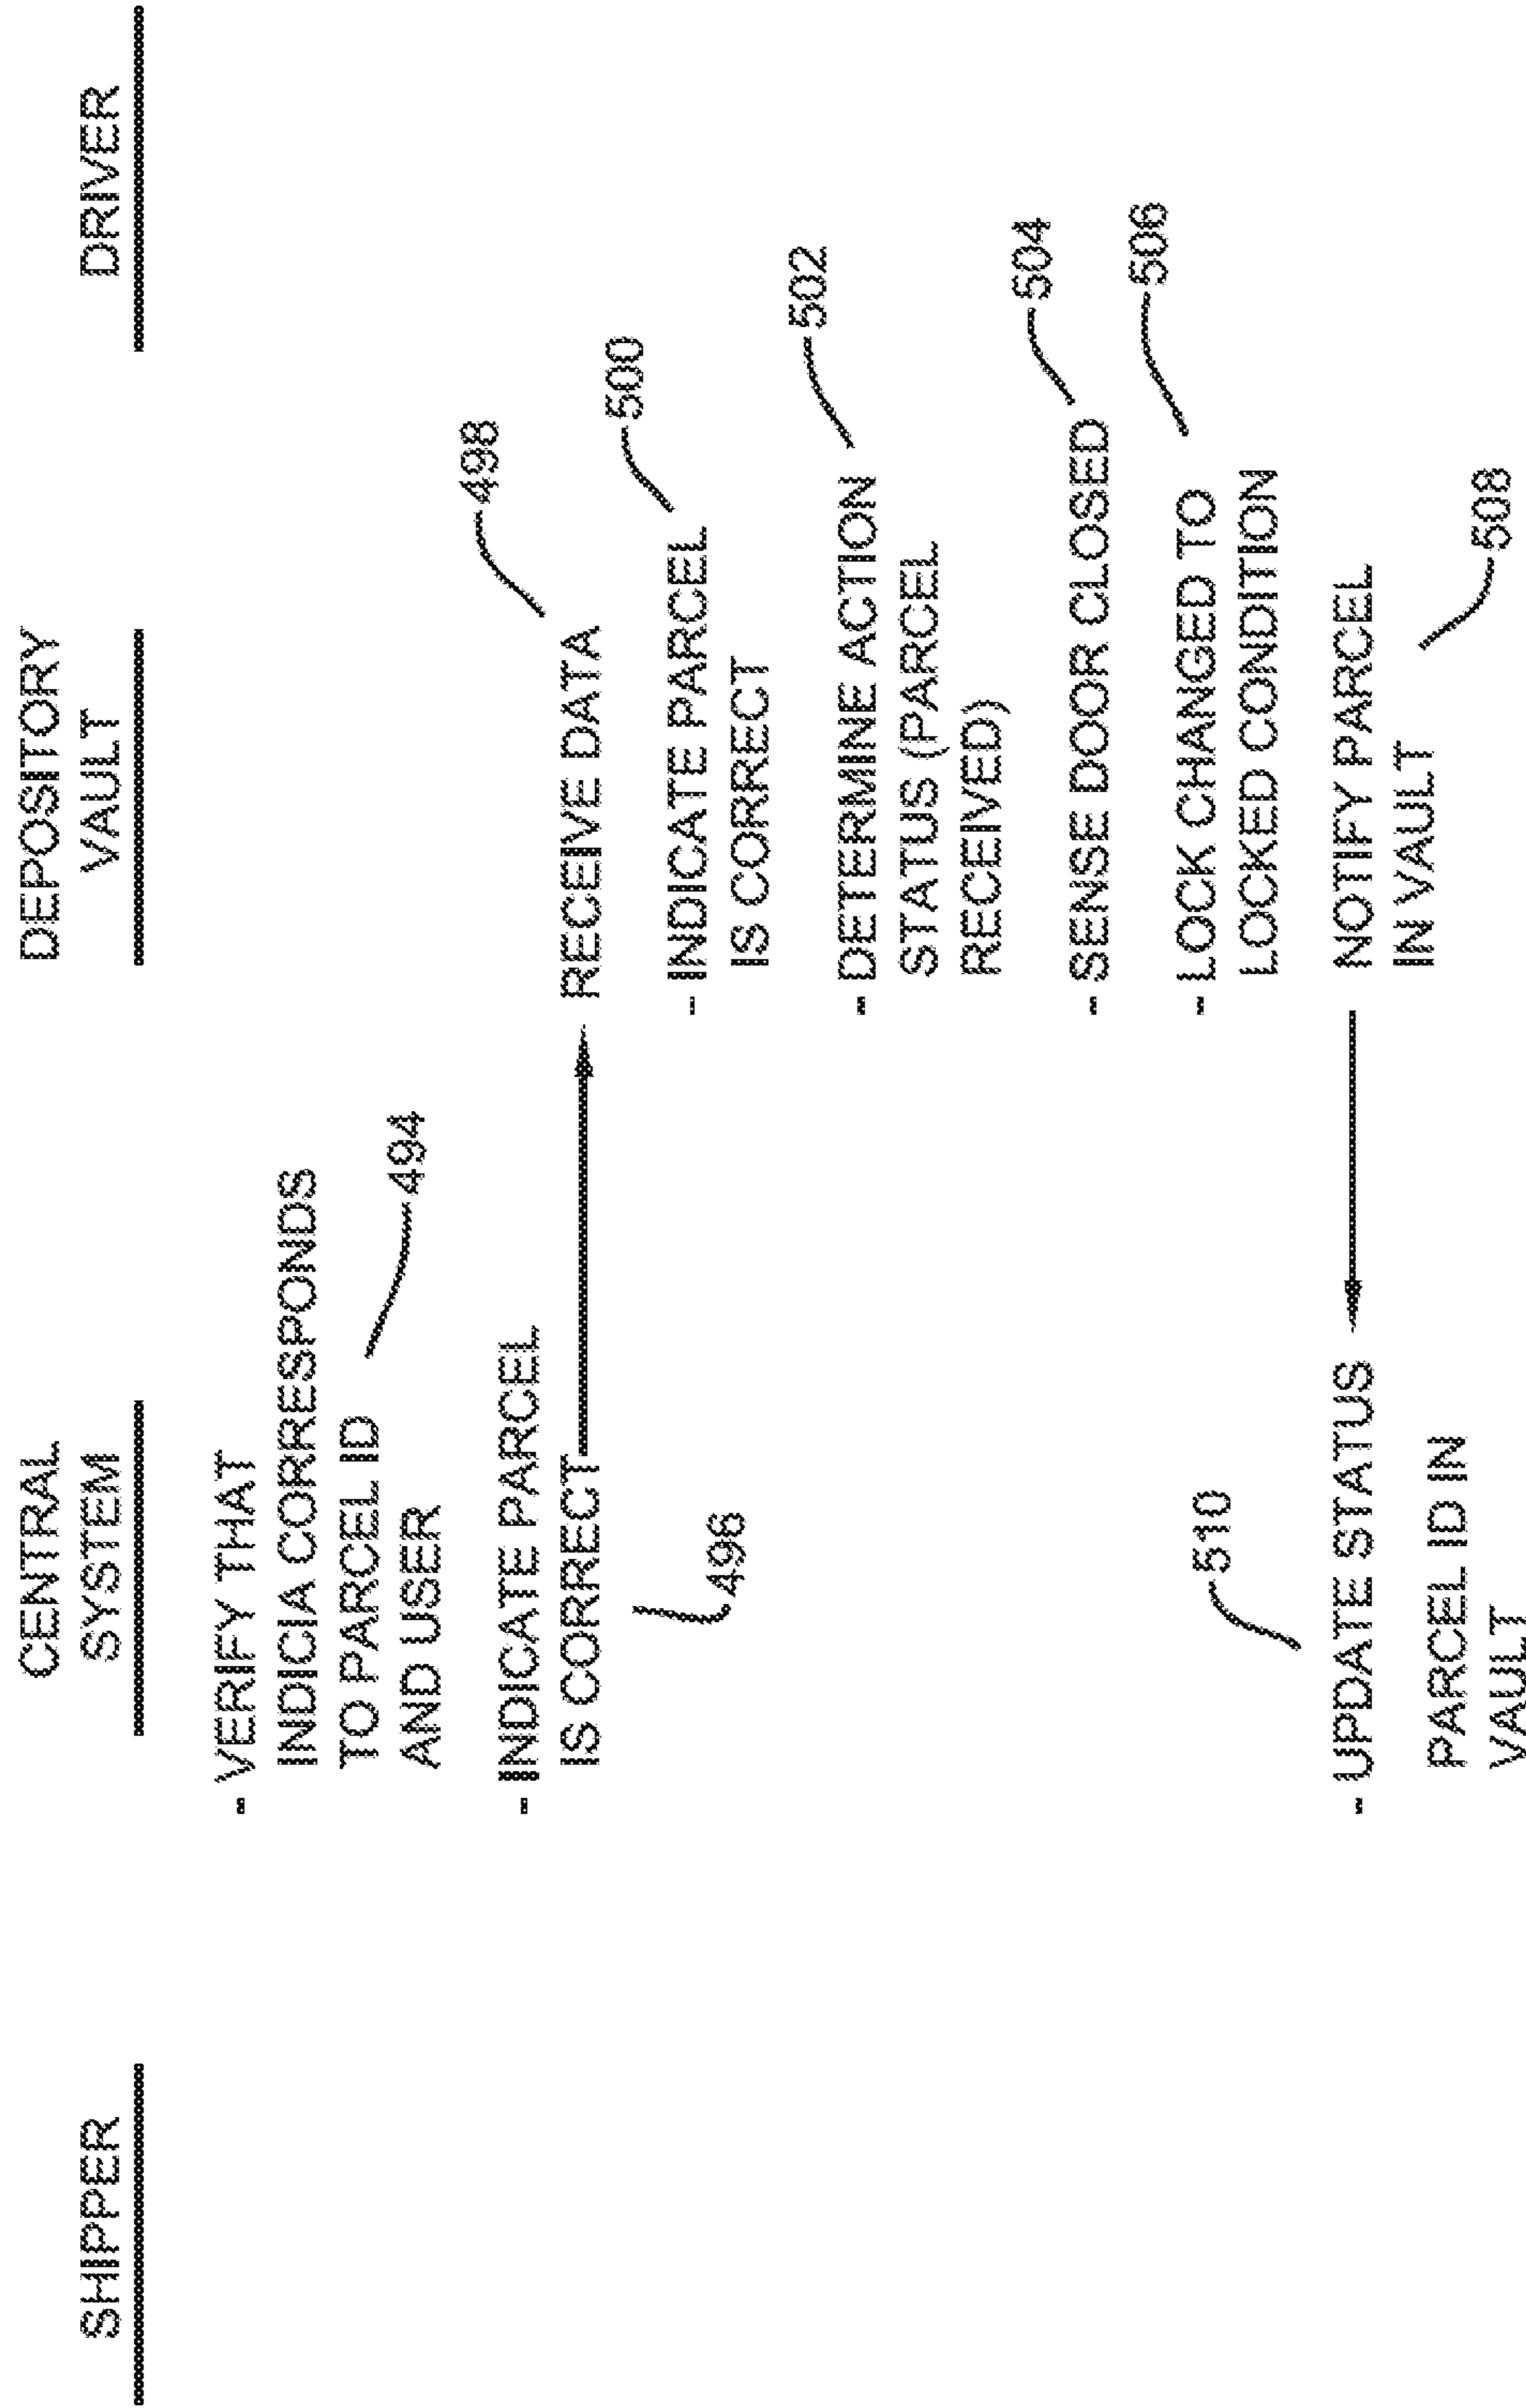 SHIPPER
CENTRAL
SYSTEM
DEPOSITORY
VAULT
DRIVER
- VERIFY THAT
INDICIA CORRESPONDS
TO PARCEL ID
AND USER
494
- INDICATE PARCEL
IS CORRECT
496
RECEIVE DATA
498
- INDICATE PARCEL
IS CORRECT
500
- DETERMINE ACTION
STATUS (PARCEL
RECEIVED)
502
- SENSE DOOR CLOSED
504
- LOCK CHANGED TO
LOCKED CONDITION
506
NOTIFY PARCEL
IN VAULT
508
510
- UPDATE STATUS
PARCEL ID IN
VAULT